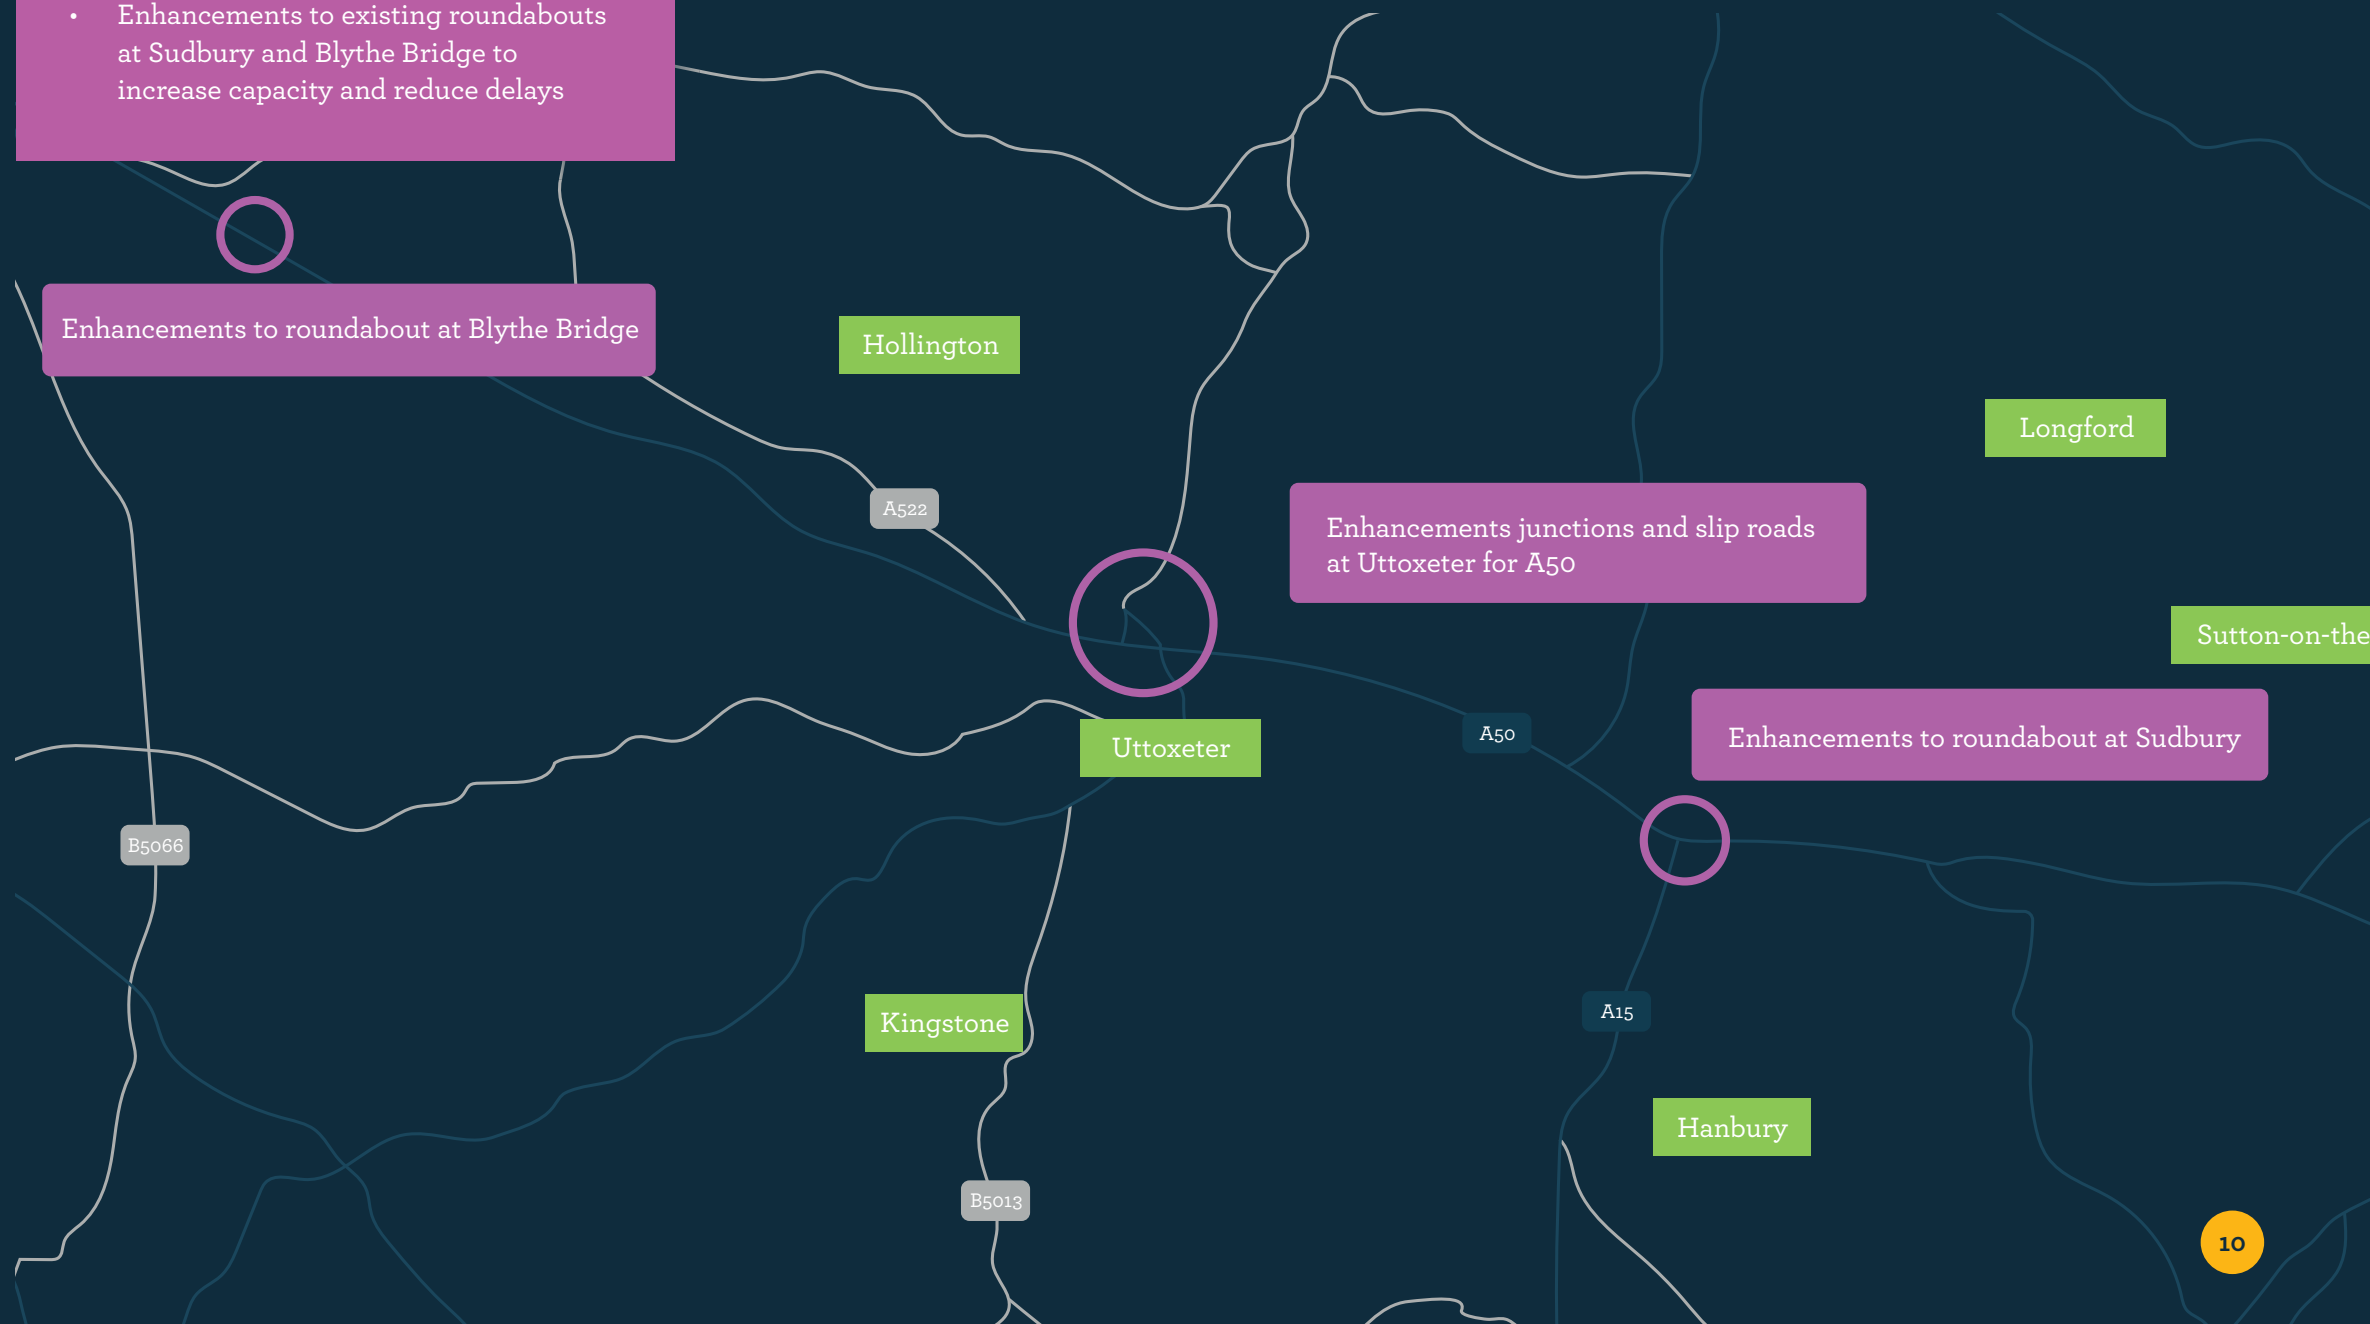 • Enhancements to existing roundabouts
at Sudbury and Blythe Bridge to
increase capacity and reduce delays
Enhancements to roundabout at Blythe Bridge
Hollington
Longford
A522
Enhancements junctions and slip roads
at Uttoxeter for A50
Sutton-on-the
A50
Enhancements to roundabout at Sudbury
Uttoxeter
B5066
A15
Kingstone
Hanbury
B5013
10